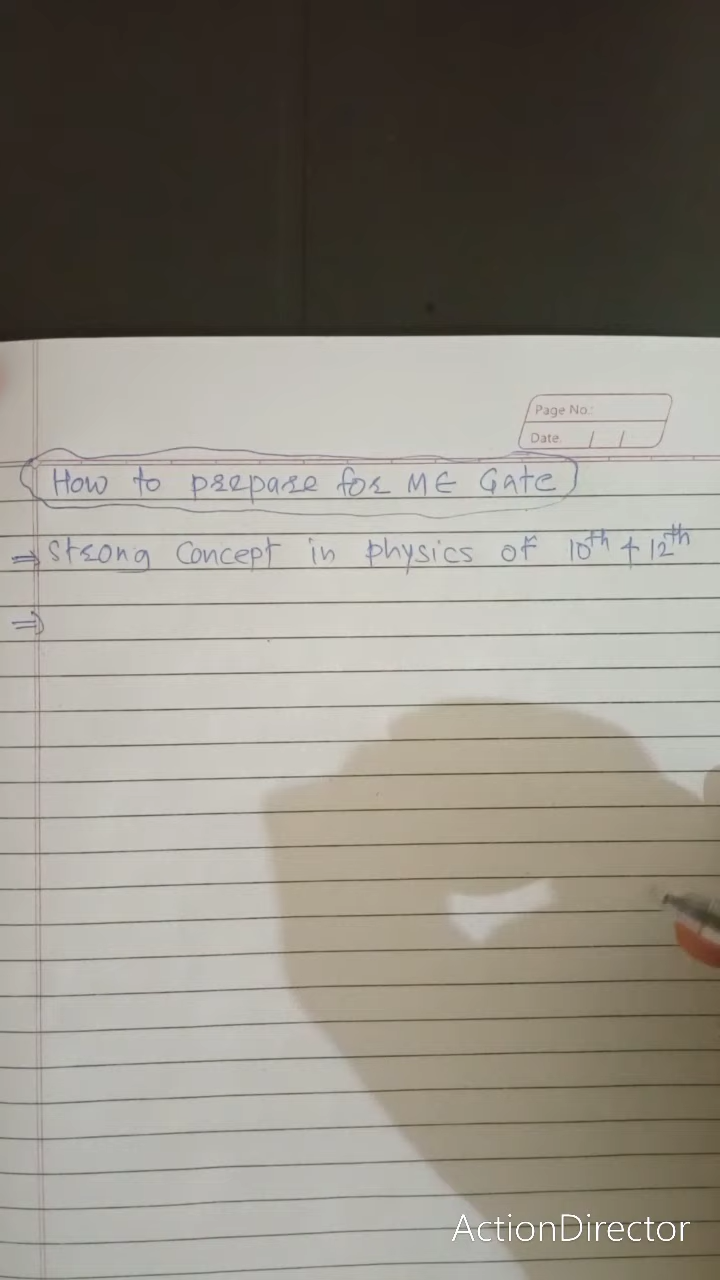 Page No.:
Date. / /
How to prepare for ME Gate
⇒ Strong Concept in physics of 10th + 12th
⇒
ActionDirector